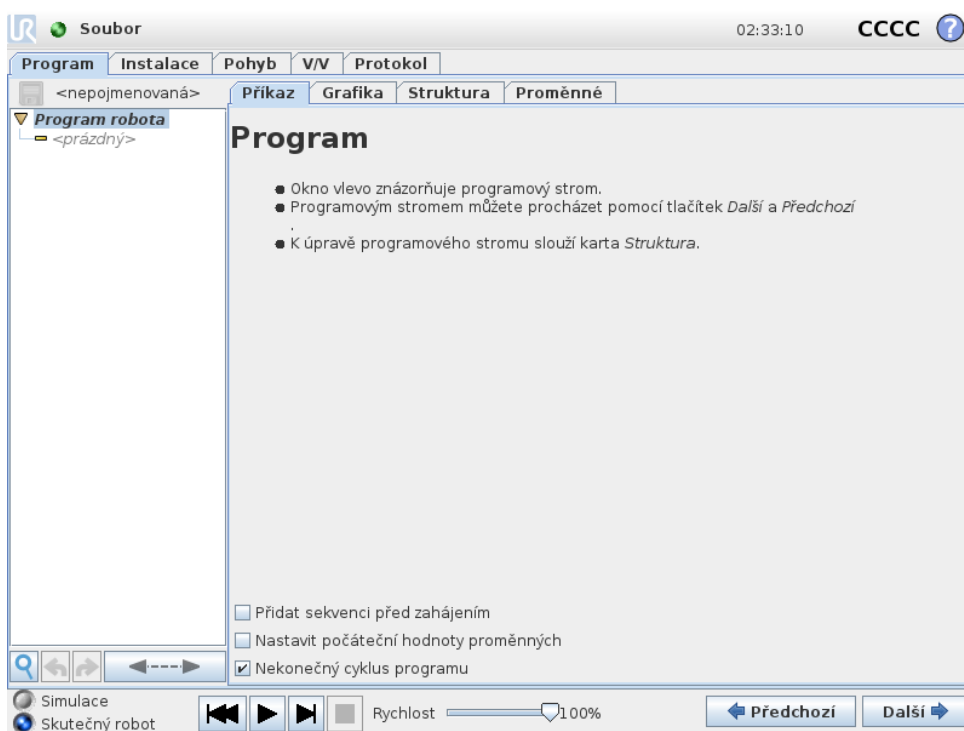 UR Soubor 02:33:10 CCCC ?
Program Instalace Pohyb V/V Protokol
<nepojmenovaná>
Příkaz Grafika Struktura Proměnné
Program robota
<prázdný>
Program
Okno vlevo znázorňuje programový strom.
Programovým stromem můžete procházet pomocí tlačítek Další a Předchozí
.
K úpravě programového stromu slouží karta Struktura.
Přidat sekvenci před zahájením
Nastavit počáteční hodnoty proměnných
Nekonečný cyklus programu
Simulace
Skutečný robot
Rychlost 100%
Předchozí Další